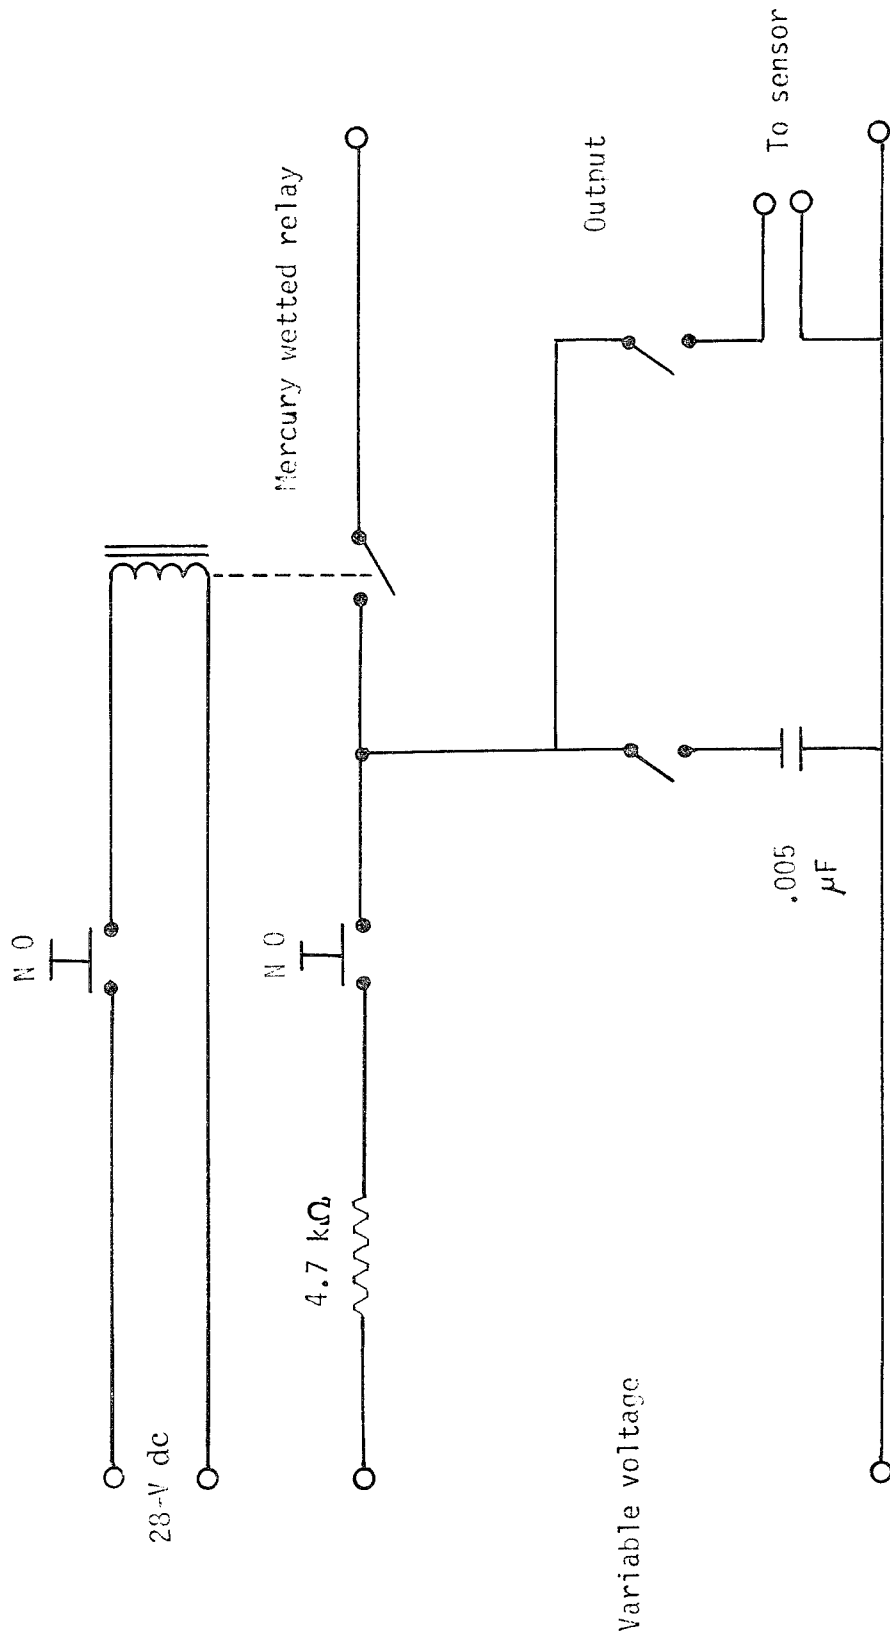 N O
28-V dc
Mercury wetted relay
N O
4.7 kΩ
Output
To sensor
.005
µF
Variable voltage